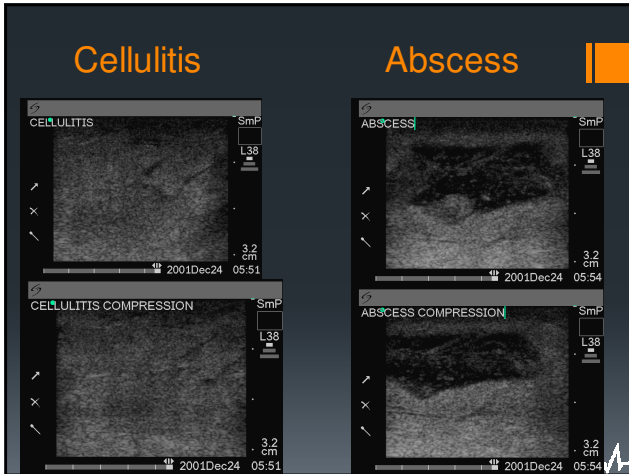 Cellulitis
Abscess
CELLULITIS
SmP
L38
3.2
cm
2001Dec24 05:51
CELLULITIS COMPRESSION
SmP
L38
3.2
cm
2001Dec24 05:51
ABSCESS
SmP
L38
3.2
cm
2001Dec24 05:54
ABSCESS COMPRESSION
SmP
L38
3.2
cm
2001Dec24 05:54